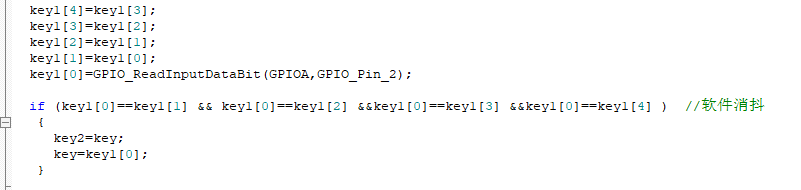 key1[4]=key1[3];
key1[3]=key1[2];
key1[2]=key1[1];
key1[1]=key1[0];
key1[0]=GPIO_ReadInputDataBit(GPIOA,GPIO_Pin_2);
if (key1[0]==key1[1] && key1[0]==key1[2] &&key1[0]==key1[3] &&key1[0]==key1[4] )  //软件消抖
{
key2=key;
key=key1[0];
}